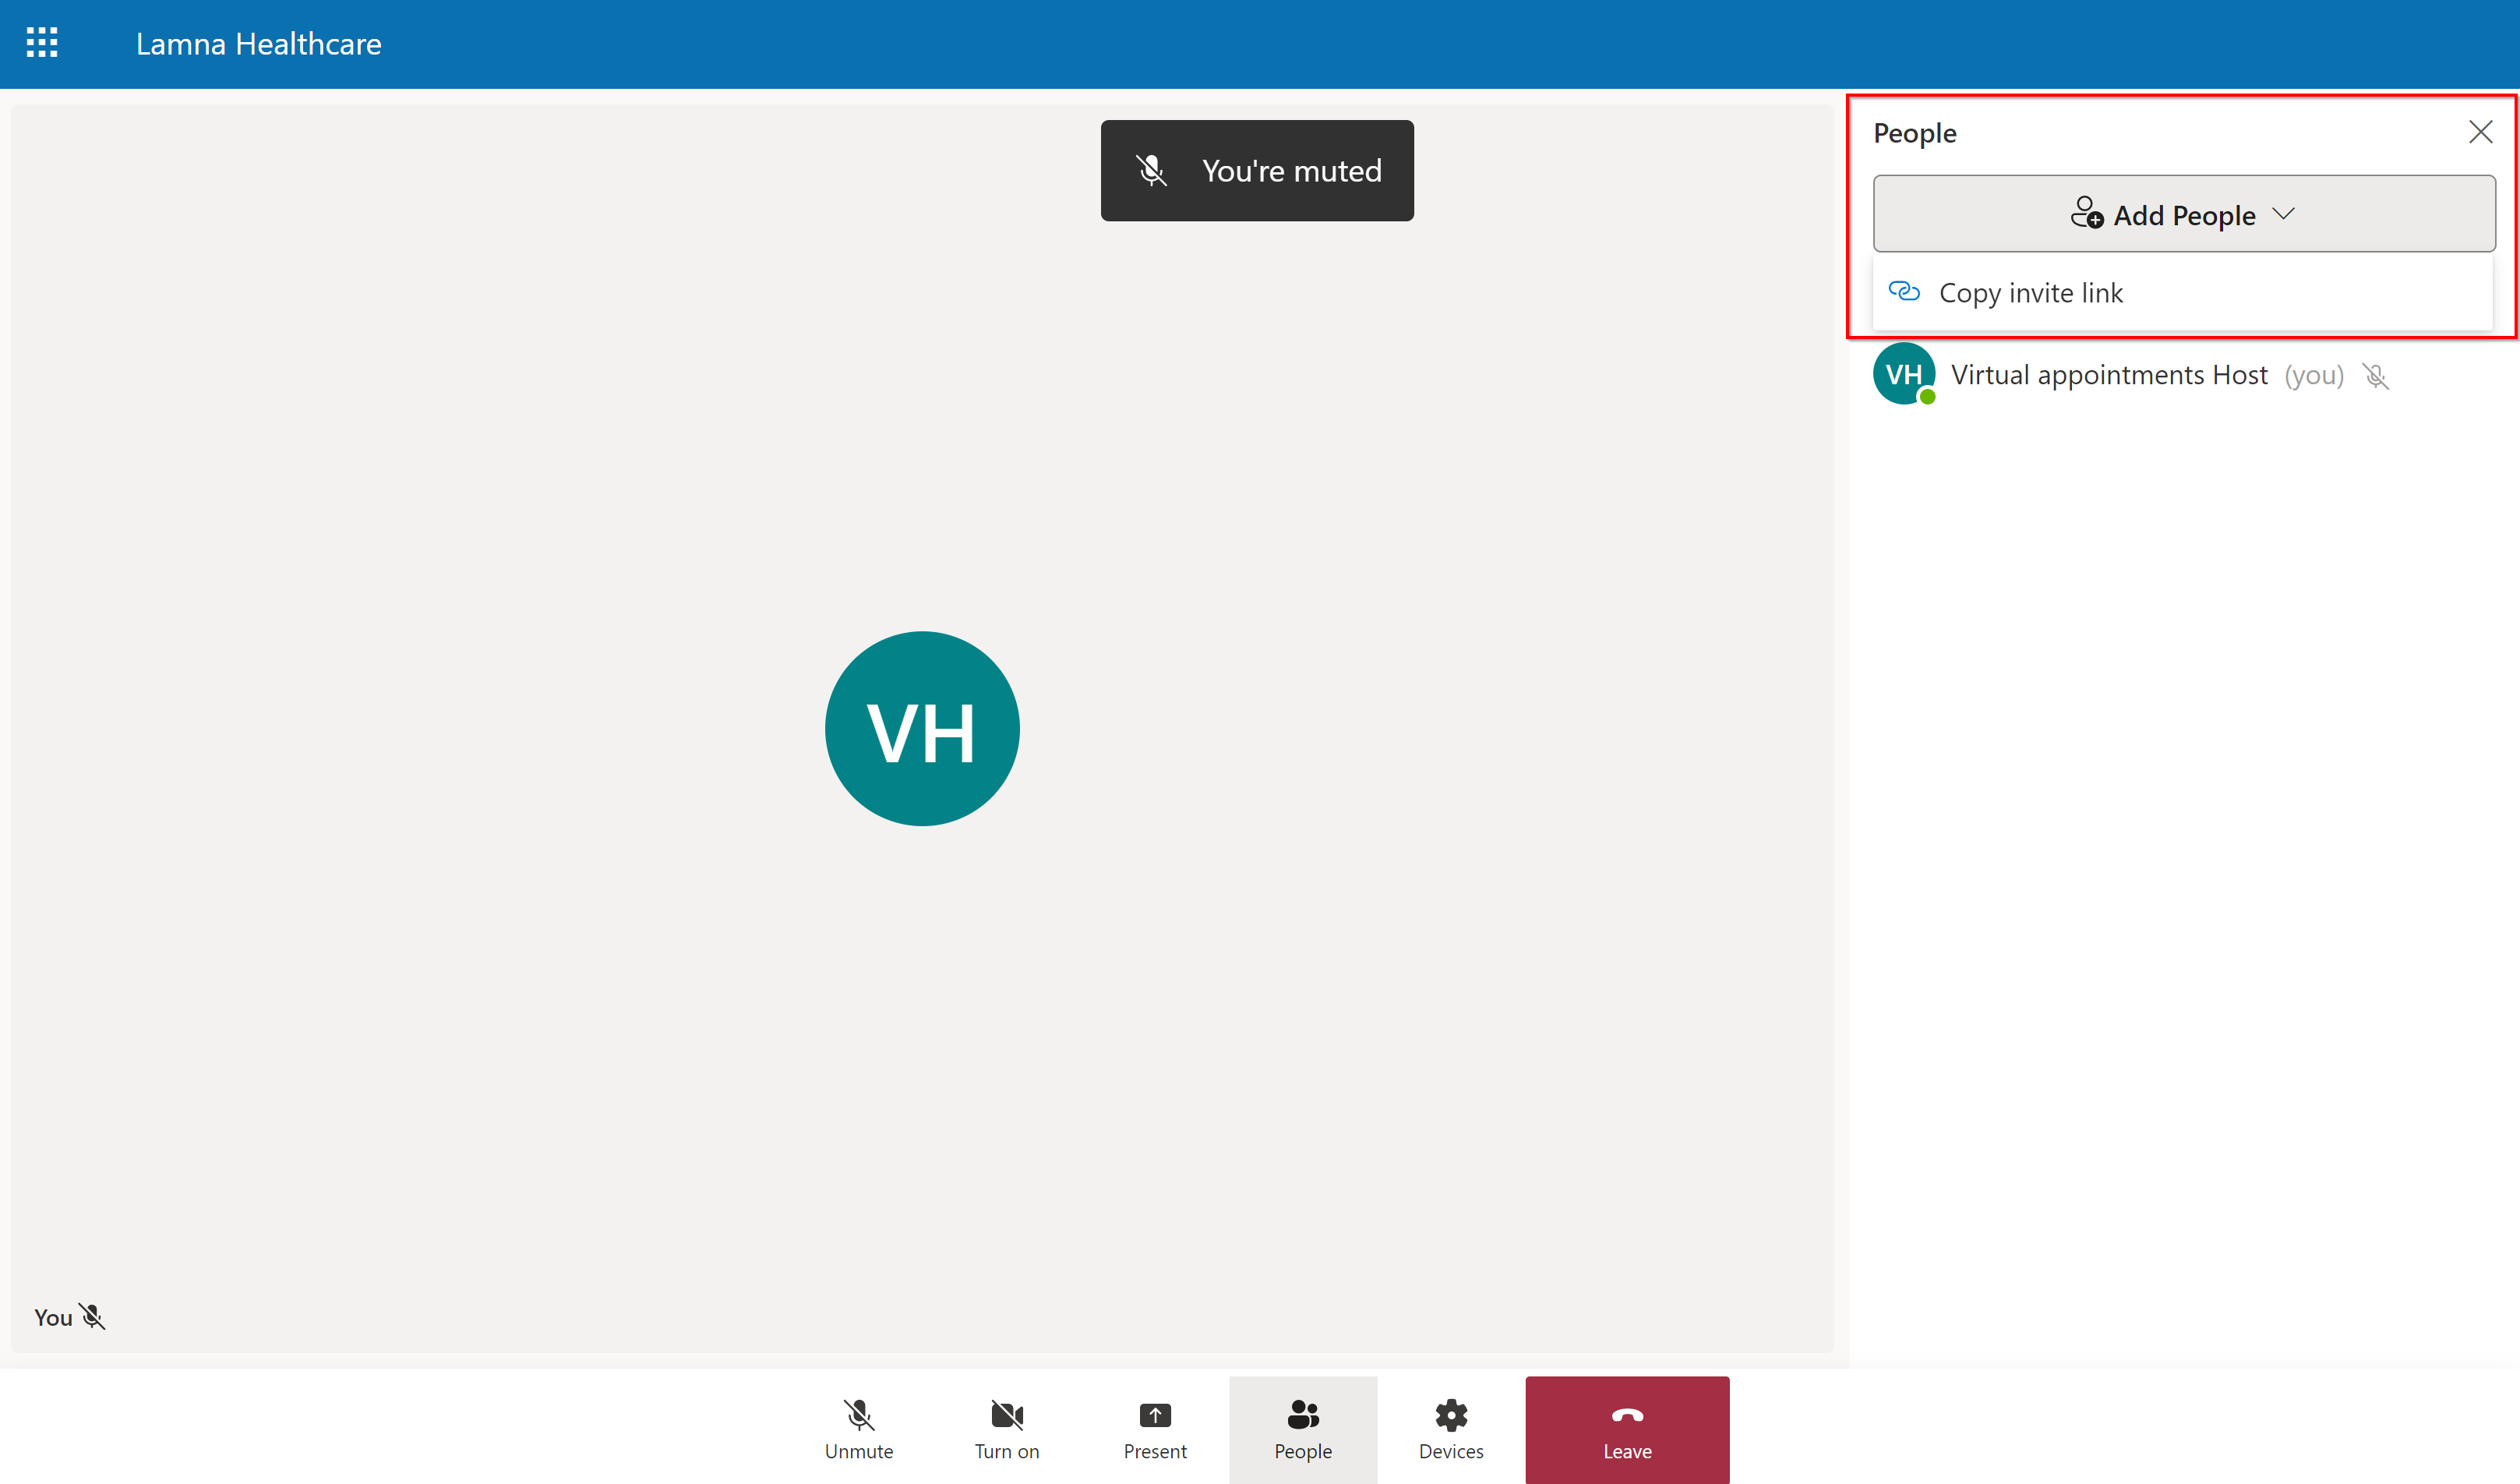 Lamna Healthcare
You're muted
People
Add People
Copy invite link
VH Virtual appointments Host (you)
VH
You
Unmute Turn on Present People Devices Leave